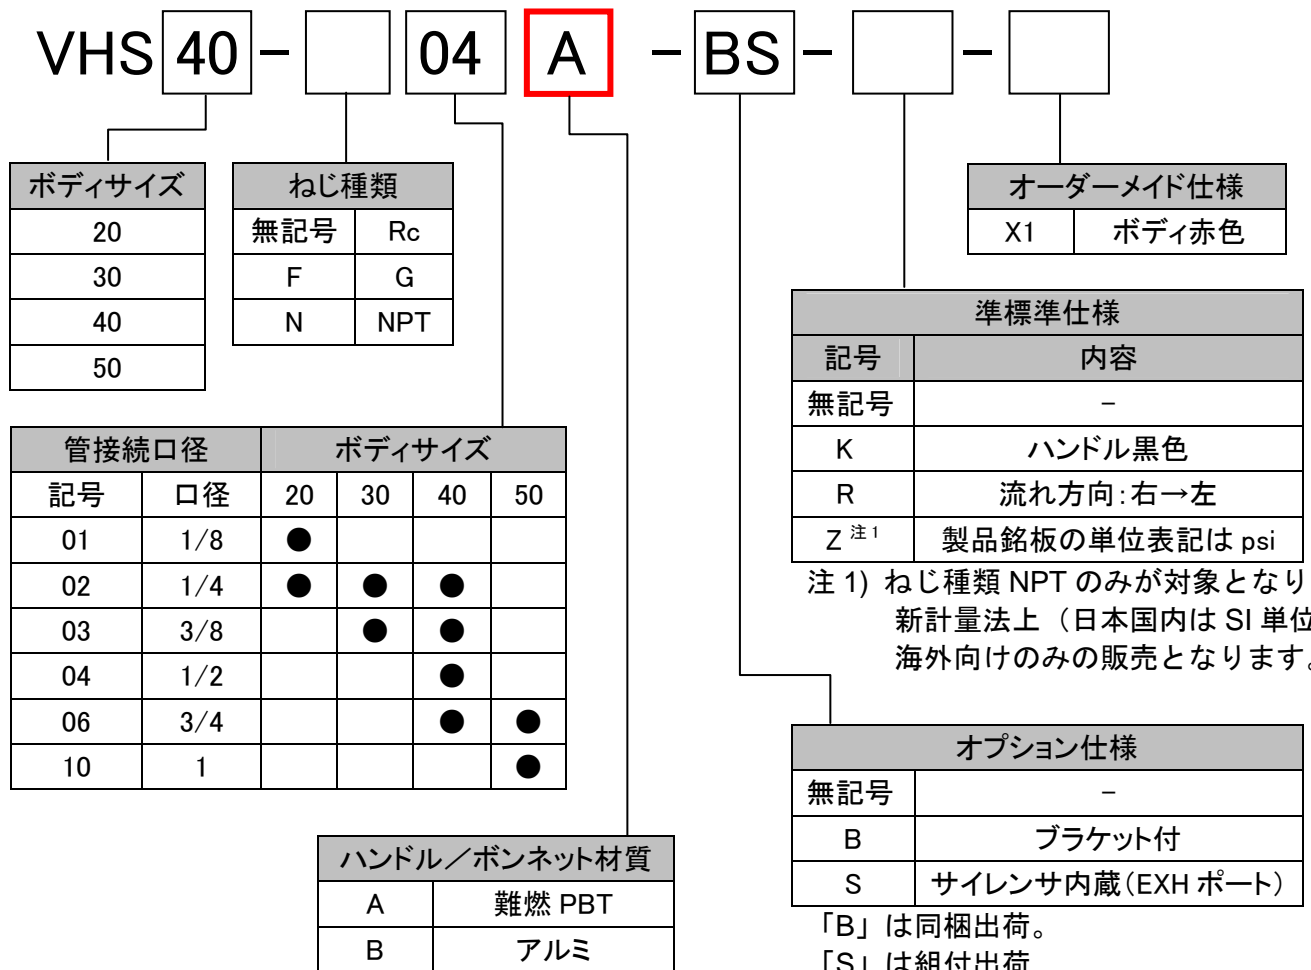 VHS 40 - 04 A - BS - -
ボディサイズ
20
30
40
50
ねじ種類
無記号 Rc
F G
N NPT
オーダーメイド仕様
X1 ボディ赤色
準標準仕様
記号 内容
無記号 -
K ハンドル黒色
R 流れ方向:右→左
Z 注1 製品銘板の単位表記は psi
注 1) ねじ種類 NPT のみが対象となり
新計量法上（日本国内は SI 単位
海外向けのみの販売となります。
管接続口径 ボディサイズ
記号 口径 20 30 40 50
01 1/8 ●
02 1/4 ● ● ●
03 3/8 ● ●
04 1/2 ●
06 3/4 ● ●
10 1 ●
オプション仕様
無記号 -
B ブラケット付
S サイレンサ内蔵(EXH ポート)
「B」は同梱出荷。
「S」は組付出荷
ハンドル／ボンネット材質
A 難燃 PBT
B アルミ